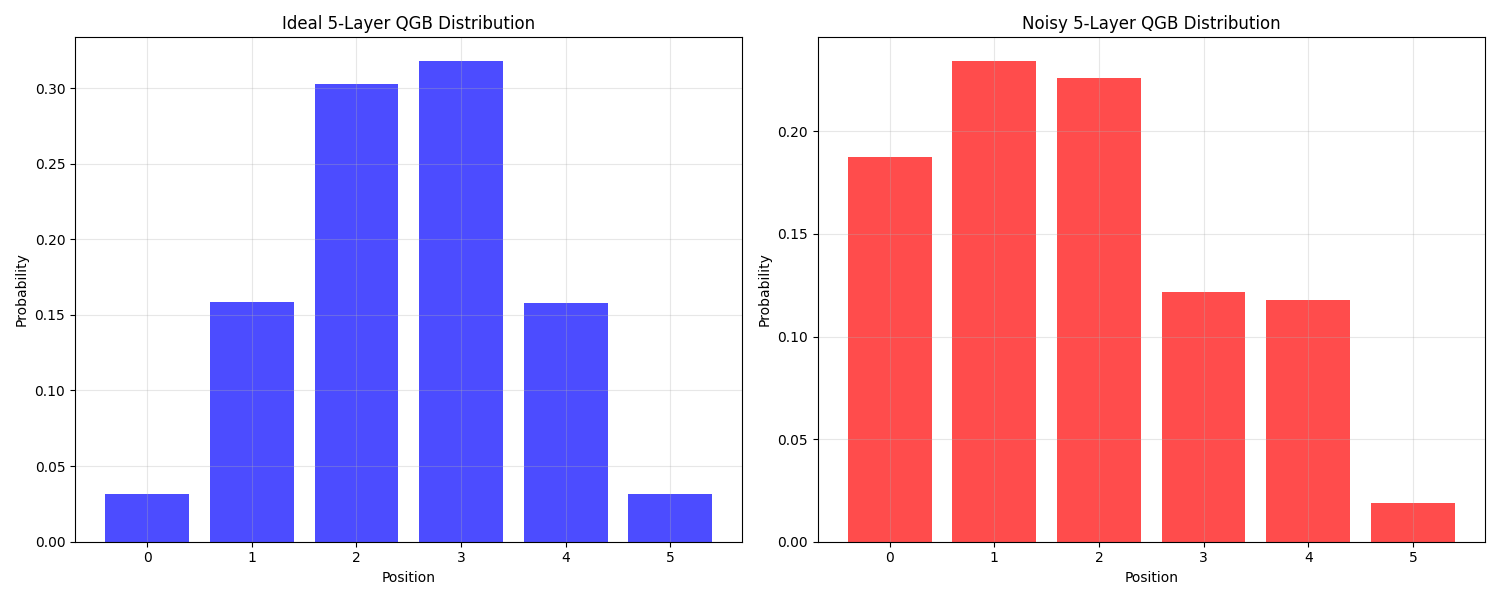 Ideal 5-Layer QGB Distribution
Probability
0.30
0.25
0.20
0.15
0.10
0.05
0.00
0 1 2 3 4 5
Position
Noisy 5-Layer QGB Distribution
Probability
0.20
0.15
0.10
0.05
0.00
0 1 2 3 4 5
Position